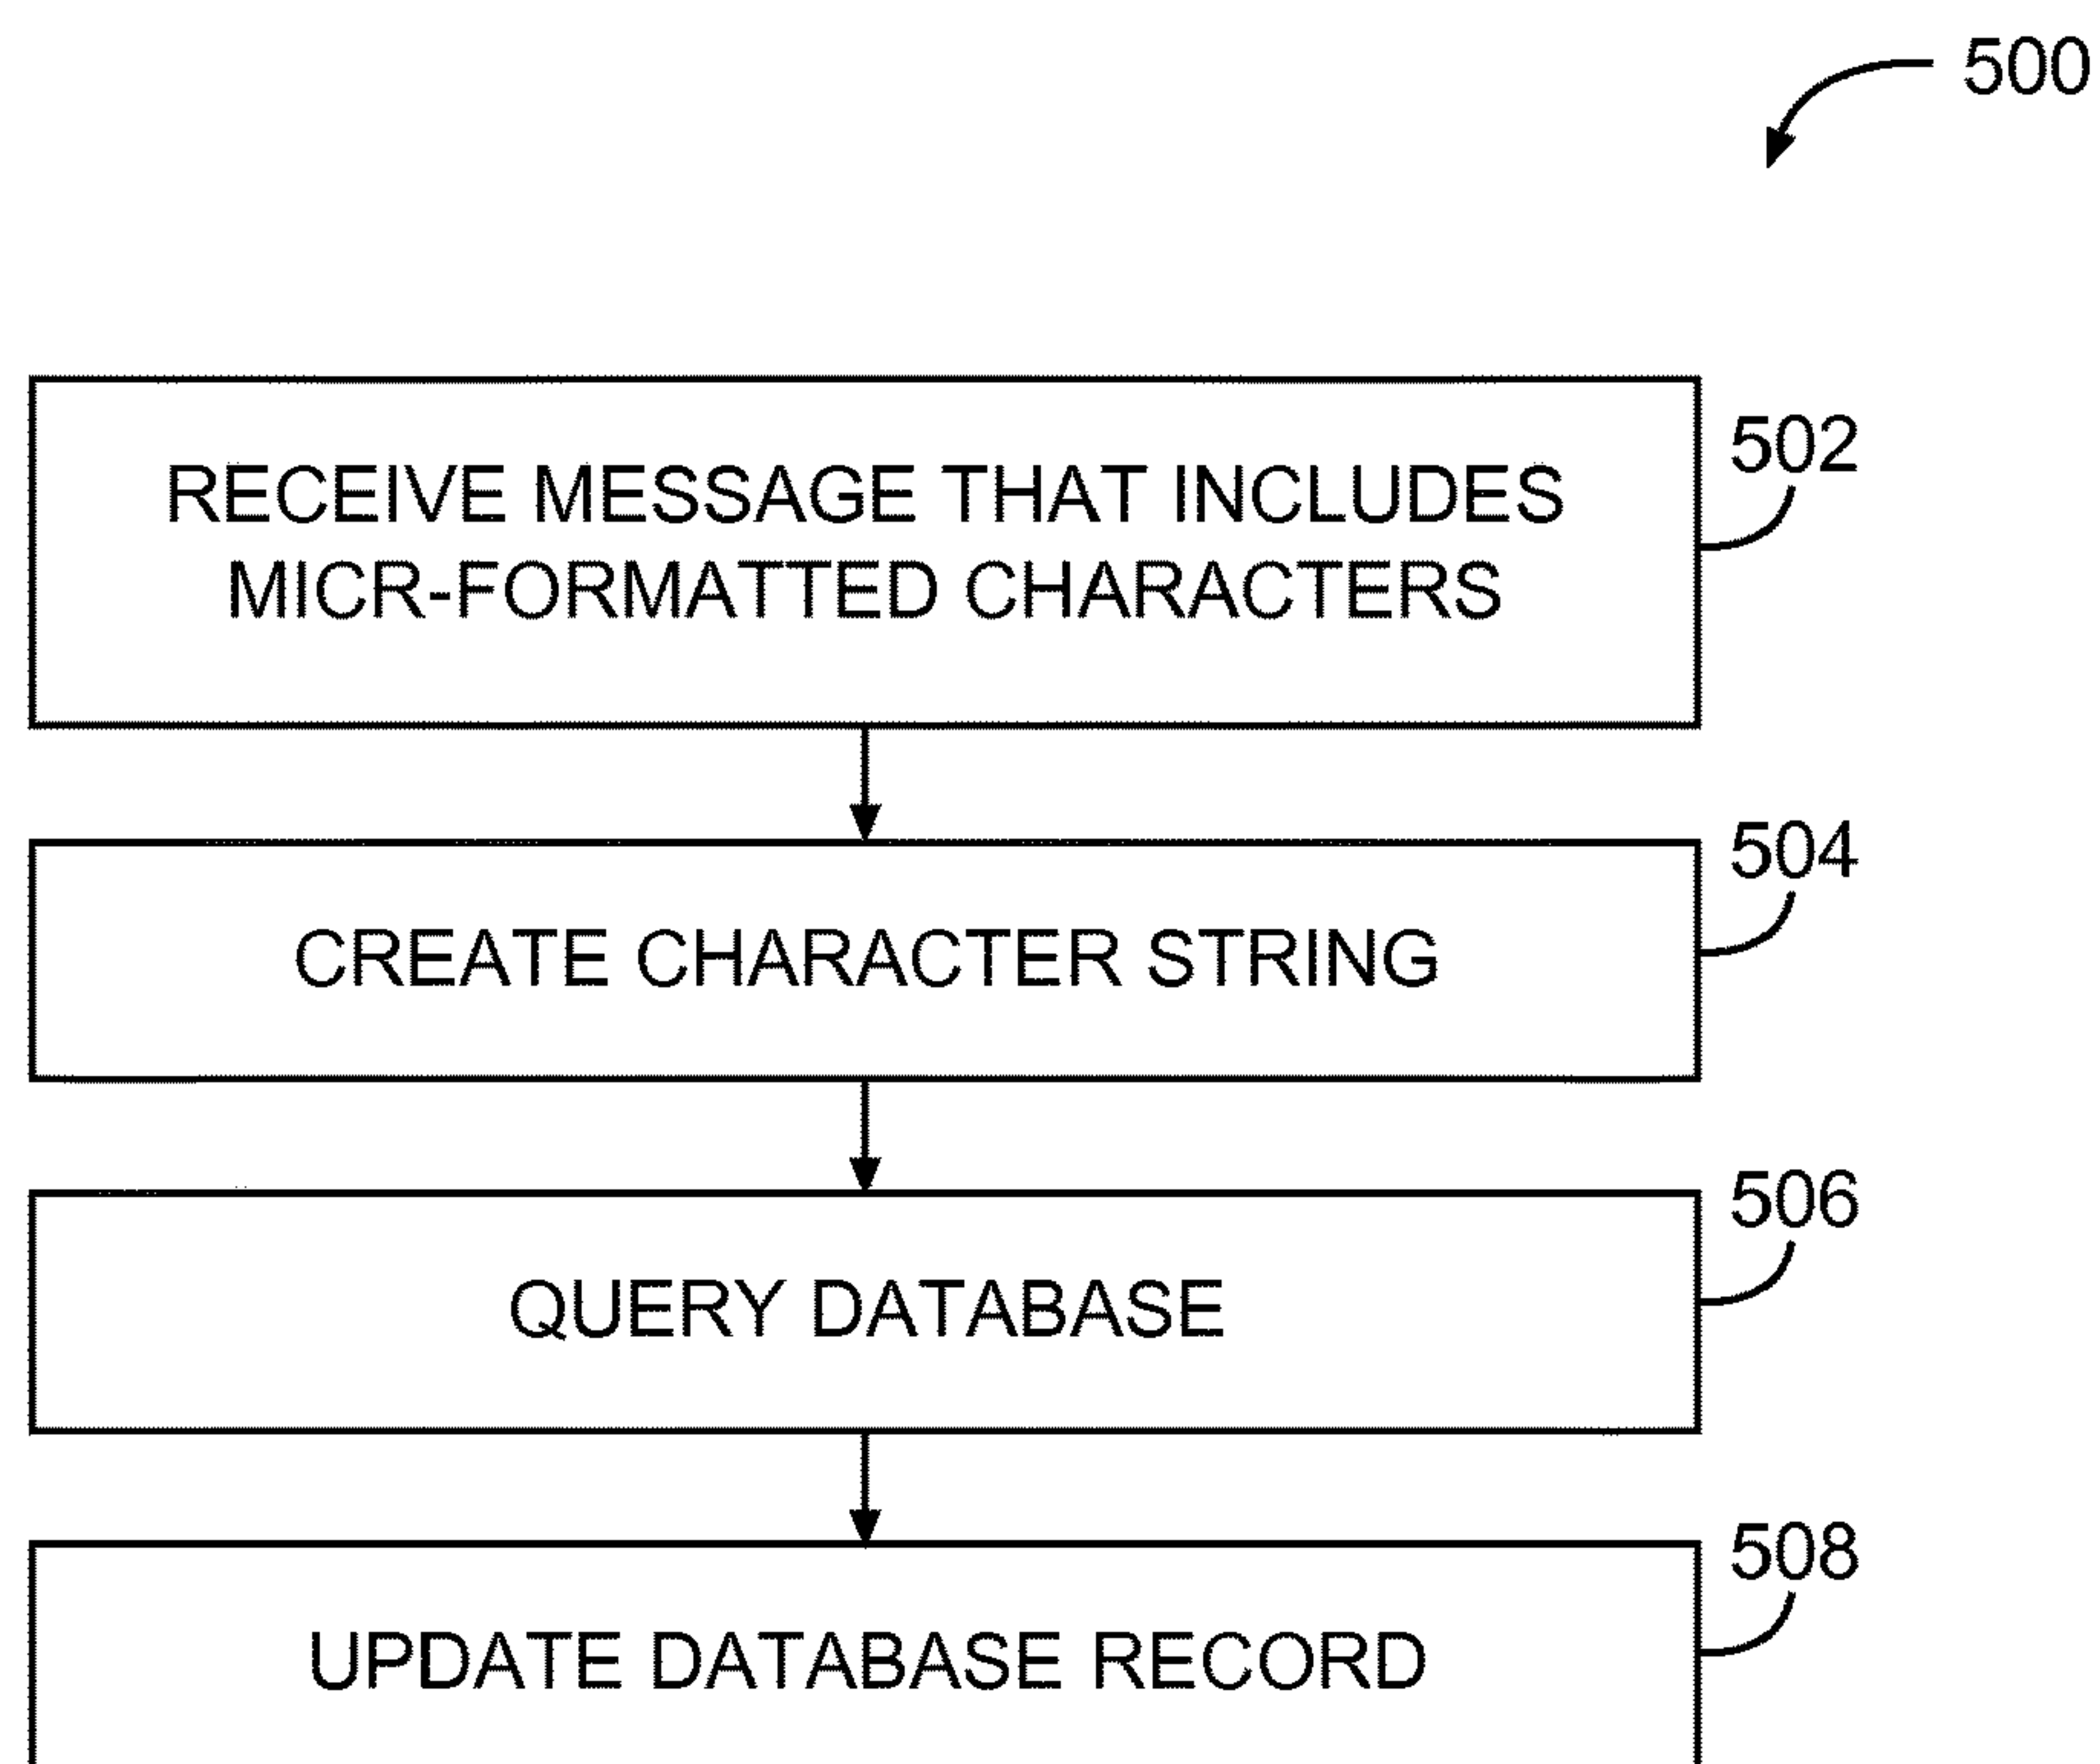 500
RECEIVE MESSAGE THAT INCLUDES
MICR-FORMATTED CHARACTERS
502
CREATE CHARACTER STRING
504
QUERY DATABASE
506
UPDATE DATABASE RECORD
508